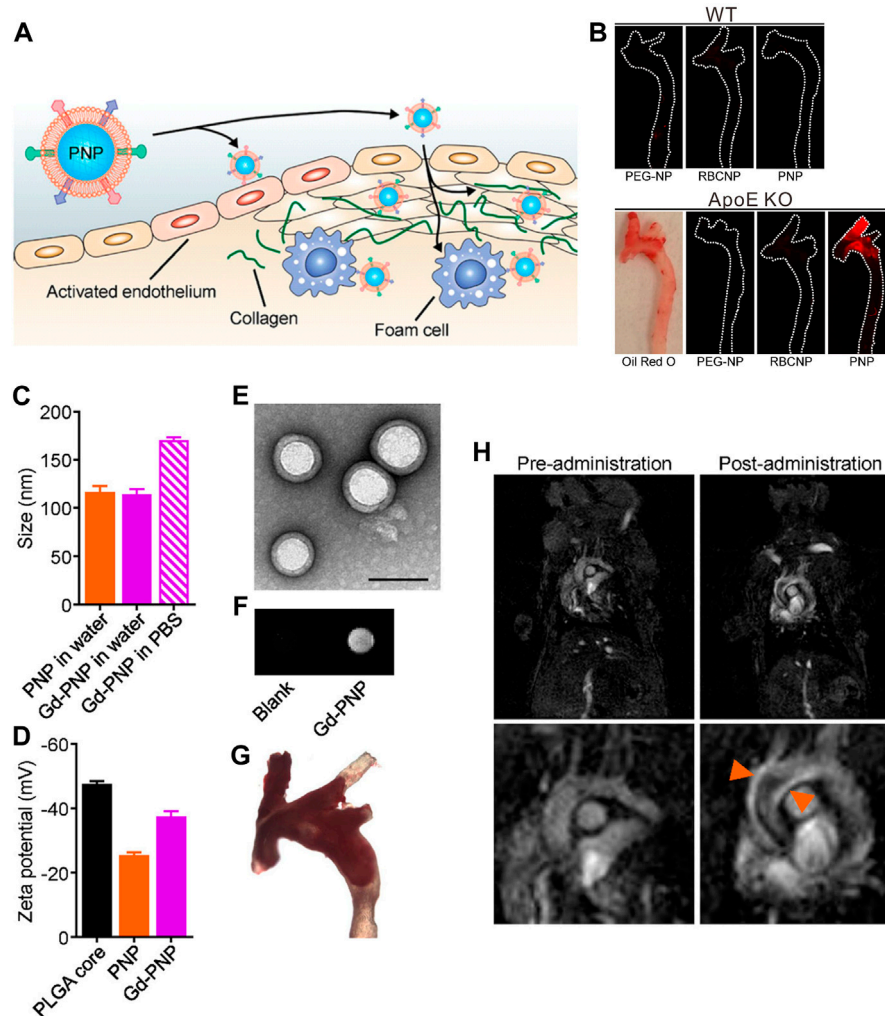 A
PNP
Activated endothelium
Collagen
Foam cell
B
WT
PEG-NP RBCNP PNP
ApoE KO
Oil Red O PEG-NP RBCNP PNP
C
Size (nm)
200
150
100
50
0
PNP in water
Gd-PNP in water
Gd-PNP in PBS
D
Zeta potential (mV)
-60
-40
-20
0
PLGA core
PNP
Gd-PNP
E
F
Blank
Gd-PNP
G
H
Pre-administration Post-administration